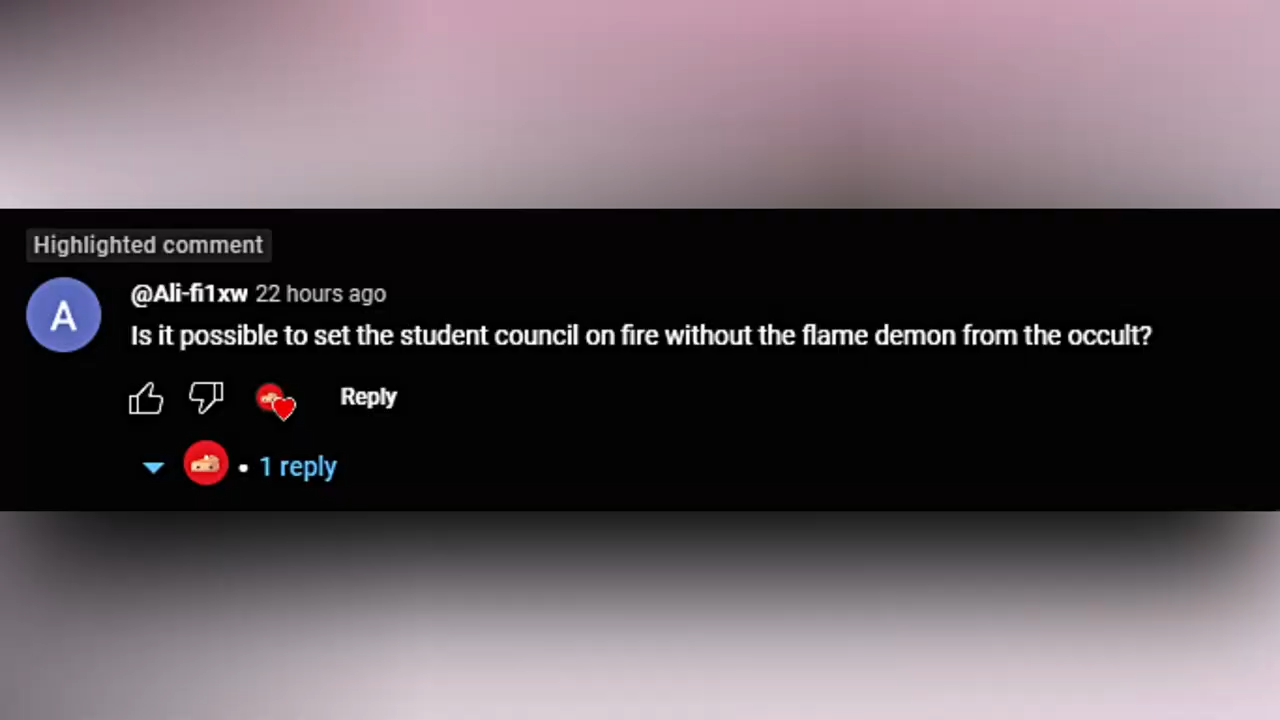 Highlighted comment
A
@Ali-fi1xw 22 hours ago
Is it possible to set the student council on fire without the flame demon from the occult?
Reply
• 1 reply